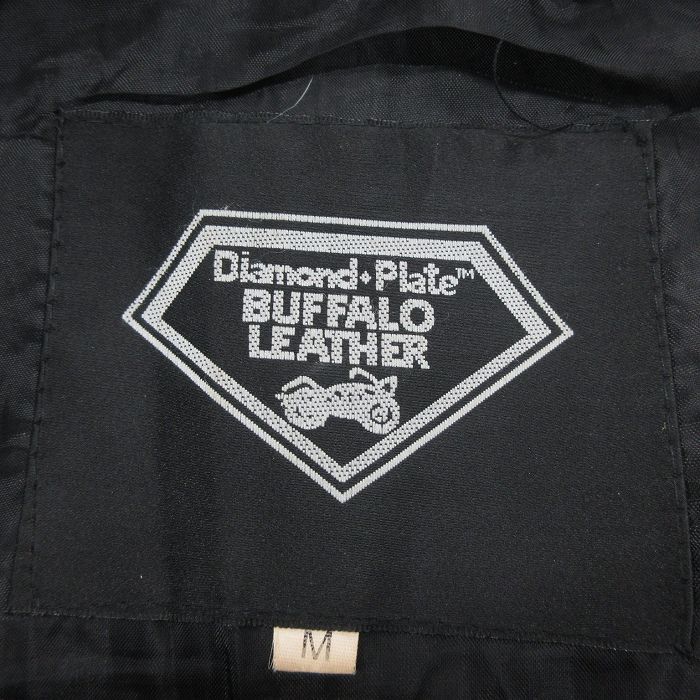 Diamond+Plate™
BUFFALO
LEATHER
M